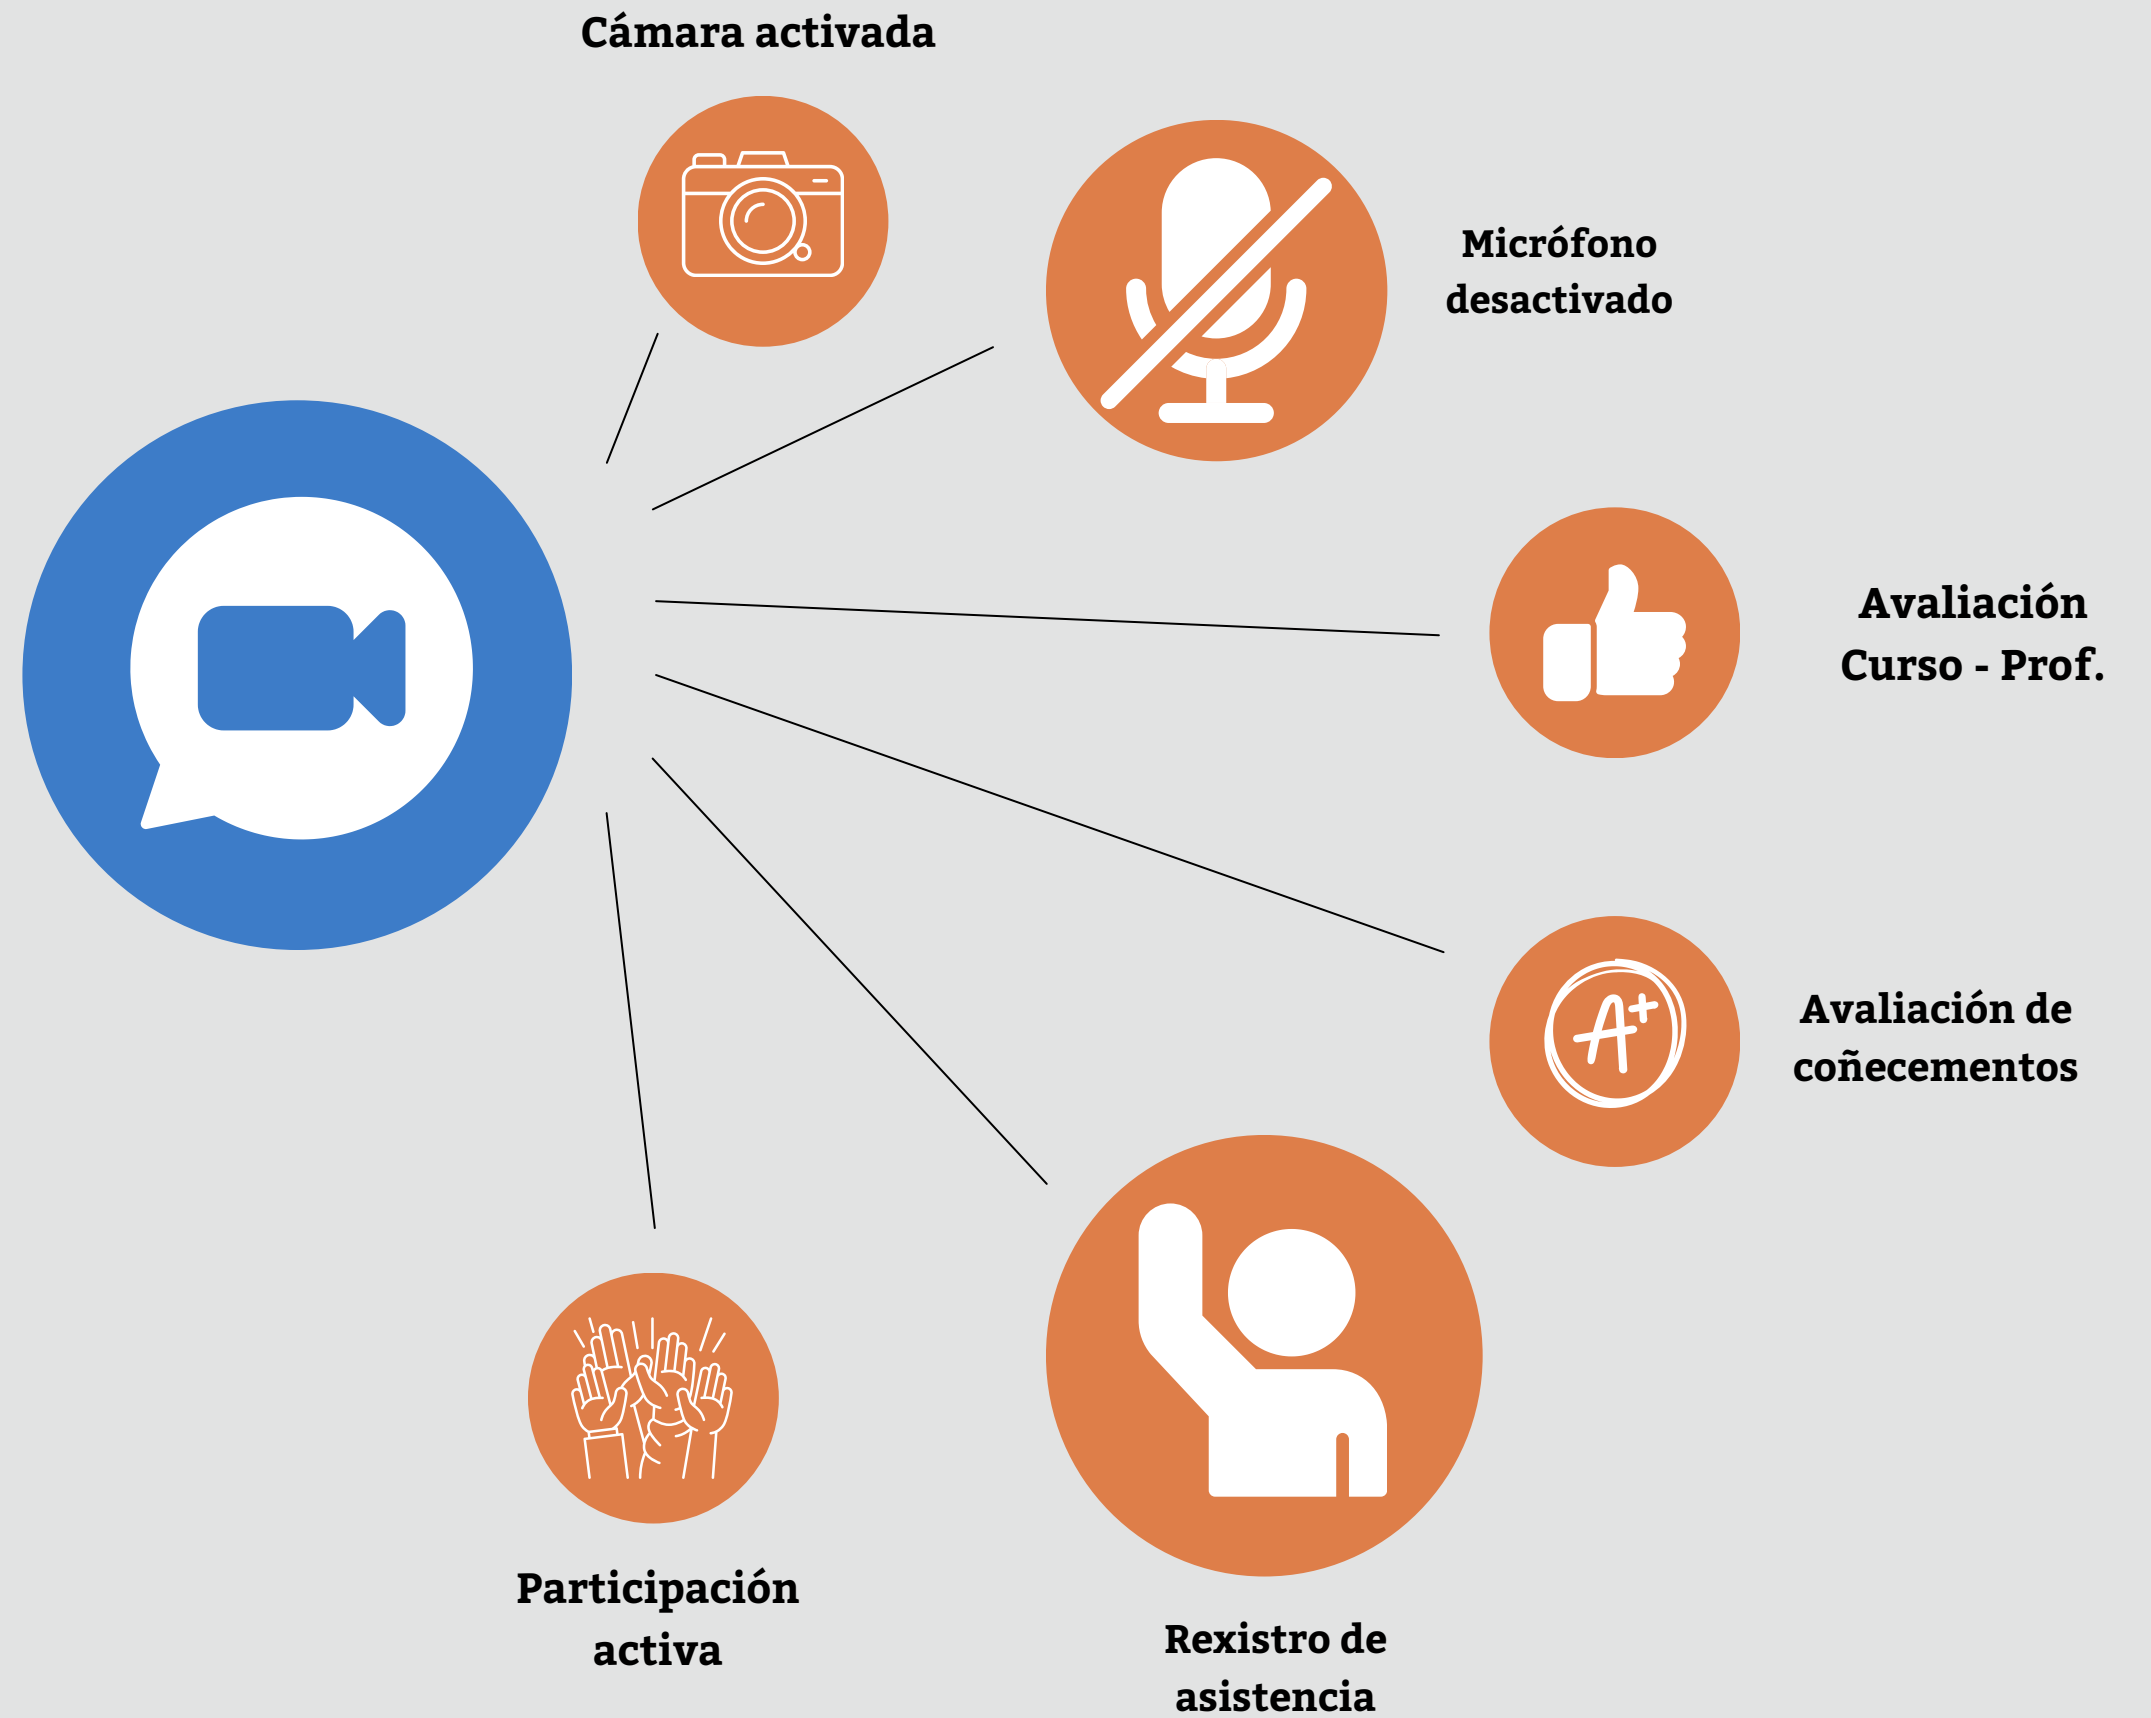 Cámara activada
Micrófono
desactivado
Avaliación
Curso - Prof.
A+
Avaliación de
coñecementos
Rexistro de
asistencia
Participación
activa